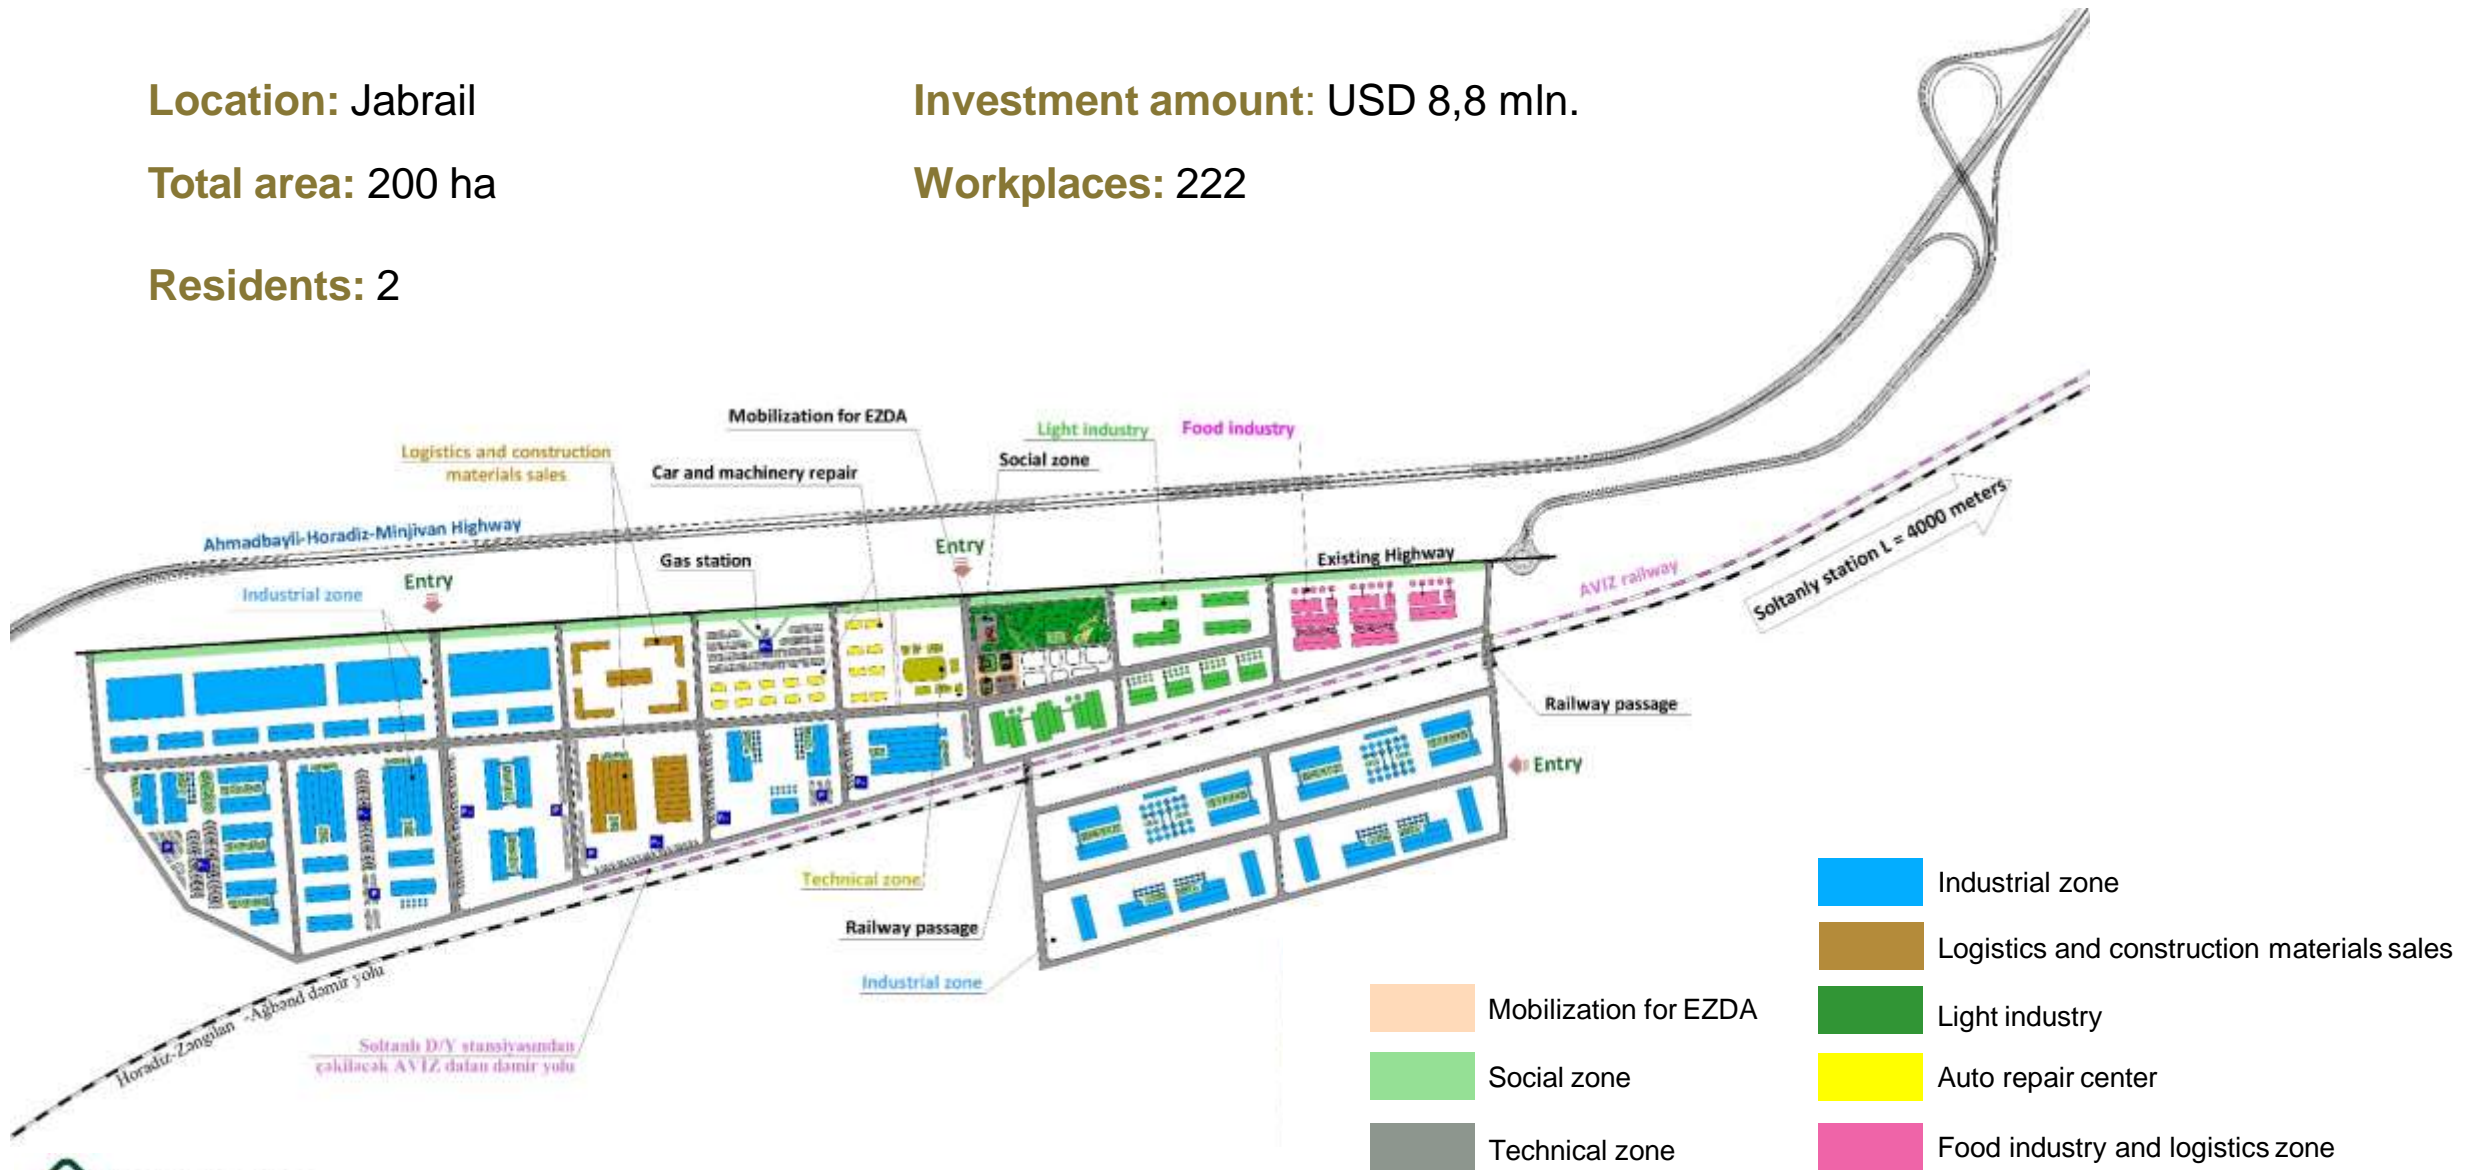 Location: Jabrail
Investment amount: USD 8,8 mln.
Total area: 200 ha
Workplaces: 222
Residents: 2
Mobilization for EZDA
Light industry
Food industry
Logistics and construction
materials sales
Car and machinery repair
Social zone
Ahmadbayli-Horadiz-Minjivan Highway
Gas station
Entry
Existing Highway
Entry
Industrial zone
AVIZ railway
Soltanly station L = 4000 meters
Railway passage
Entry
Technical zone
Railway passage
Industrial zone
Horadiz-Zəngilan -Ağbənd dəmir yolu
Soltanlı D/Y stansiyasından
çəkiləcək AVİZ dalan dəmir yolu
Industrial zone
Logistics and construction materials sales
Mobilization for EZDA
Light industry
Social zone
Auto repair center
Technical zone
Food industry and logistics zone